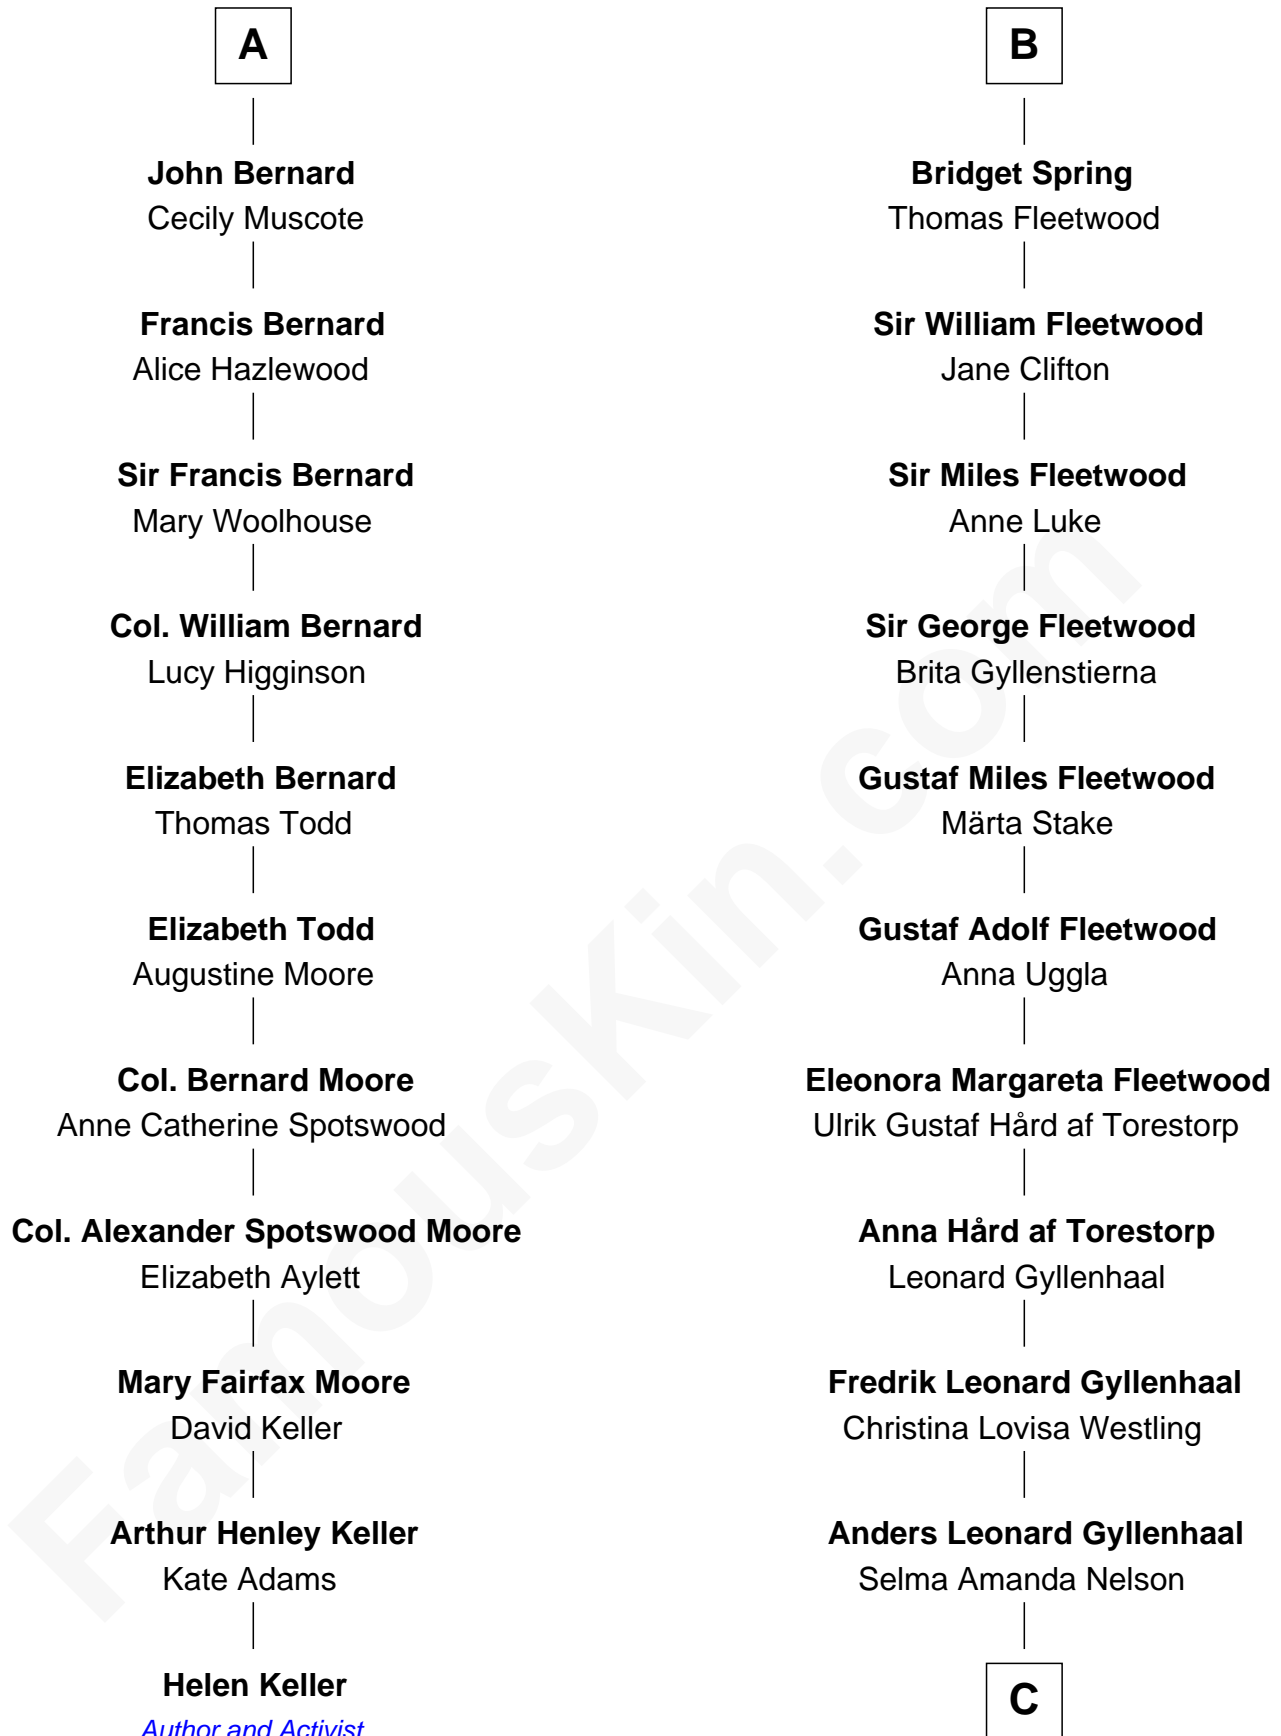 A
John Bernard
Cecily Muscote
Francis Bernard
Alice Hazlewood
Sir Francis Bernard
Mary Woolhouse
Col. William Bernard
Lucy Higginson
Elizabeth Bernard
Thomas Todd
Elizabeth Todd
Augustine Moore
Col. Bernard Moore
Anne Catherine Spotswood
Col. Alexander Spotswood Moore
Elizabeth Aylett
Mary Fairfax Moore
David Keller
Arthur Henley Keller
Kate Adams
Helen Keller
Author and Activist
B
Bridget Spring
Thomas Fleetwood
Sir William Fleetwood
Jane Clifton
Sir Miles Fleetwood
Anne Luke
Sir George Fleetwood
Brita Gyllenstierna
Gustaf Miles Fleetwood
Märta Stake
Gustaf Adolf Fleetwood
Anna Uggla
Eleonora Margareta Fleetwood
Ulrik Gustaf Hård af Torestorp
Anna Hård af Torestorp
Leonard Gyllenhaal
Fredrik Leonard Gyllenhaal
Christina Lovisa Westling
Anders Leonard Gyllenhaal
Selma Amanda Nelson
C
FamousKin.com